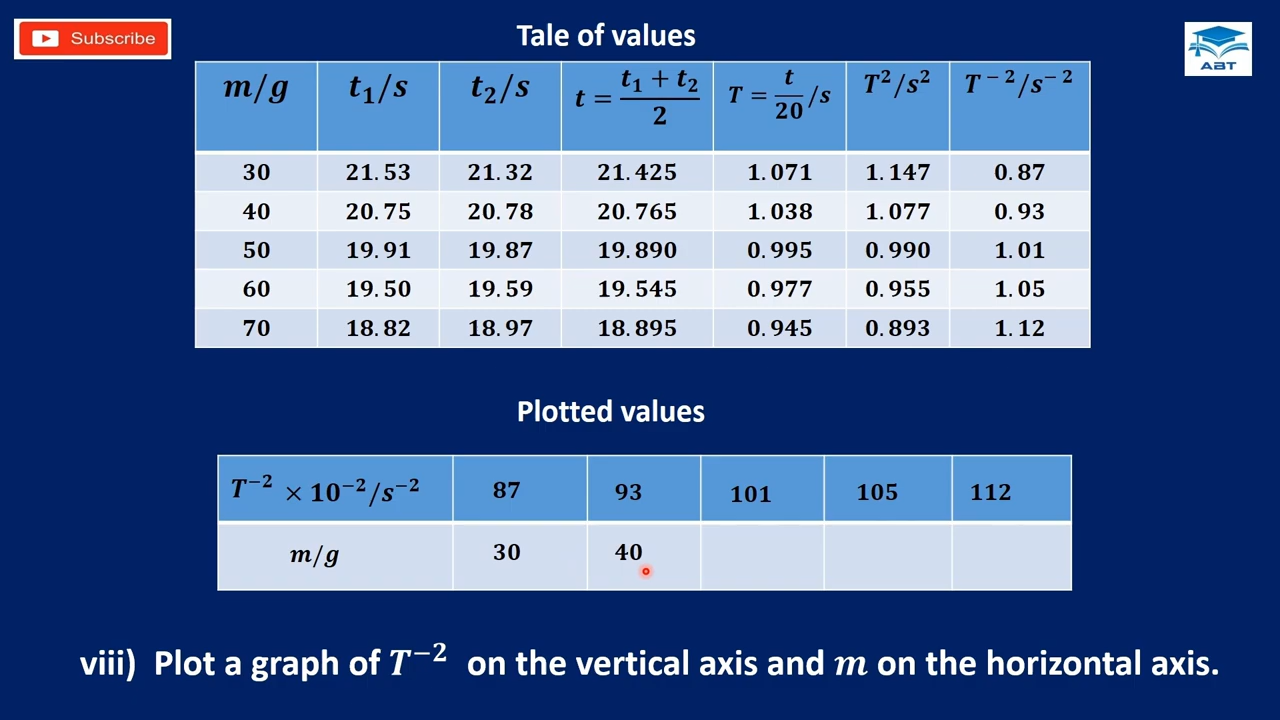 Subscribe
Tale of values
ABT
m/g t₁/s t₂/s t = (t₁ + t₂)/2 T = t/20 /s T²/s² T⁻²/s⁻²
30 21.53 21.32 21.425 1.071 1.147 0.87
40 20.75 20.78 20.765 1.038 1.077 0.93
50 19.91 19.87 19.890 0.995 0.990 1.01
60 19.50 19.59 19.545 0.977 0.955 1.05
70 18.82 18.97 18.895 0.945 0.893 1.12
Plotted values
T⁻² × 10⁻²/s⁻² 87 93 101 105 112
m/g 30 40
viii) Plot a graph of T⁻² on the vertical axis and m on the horizontal axis.